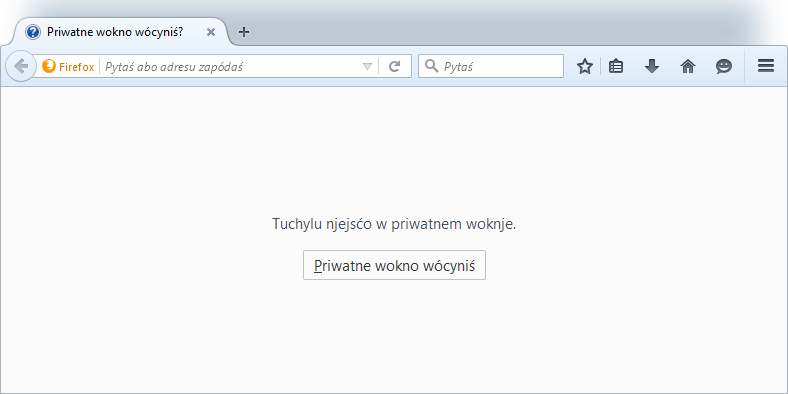 Priwatne wokno wócyniś?
Firefox
Pytaś abo adresu zapódaś
Pytaś
Tuchylu njejsćo w priwatnem woknje.
Priwatne wokno wócyniś